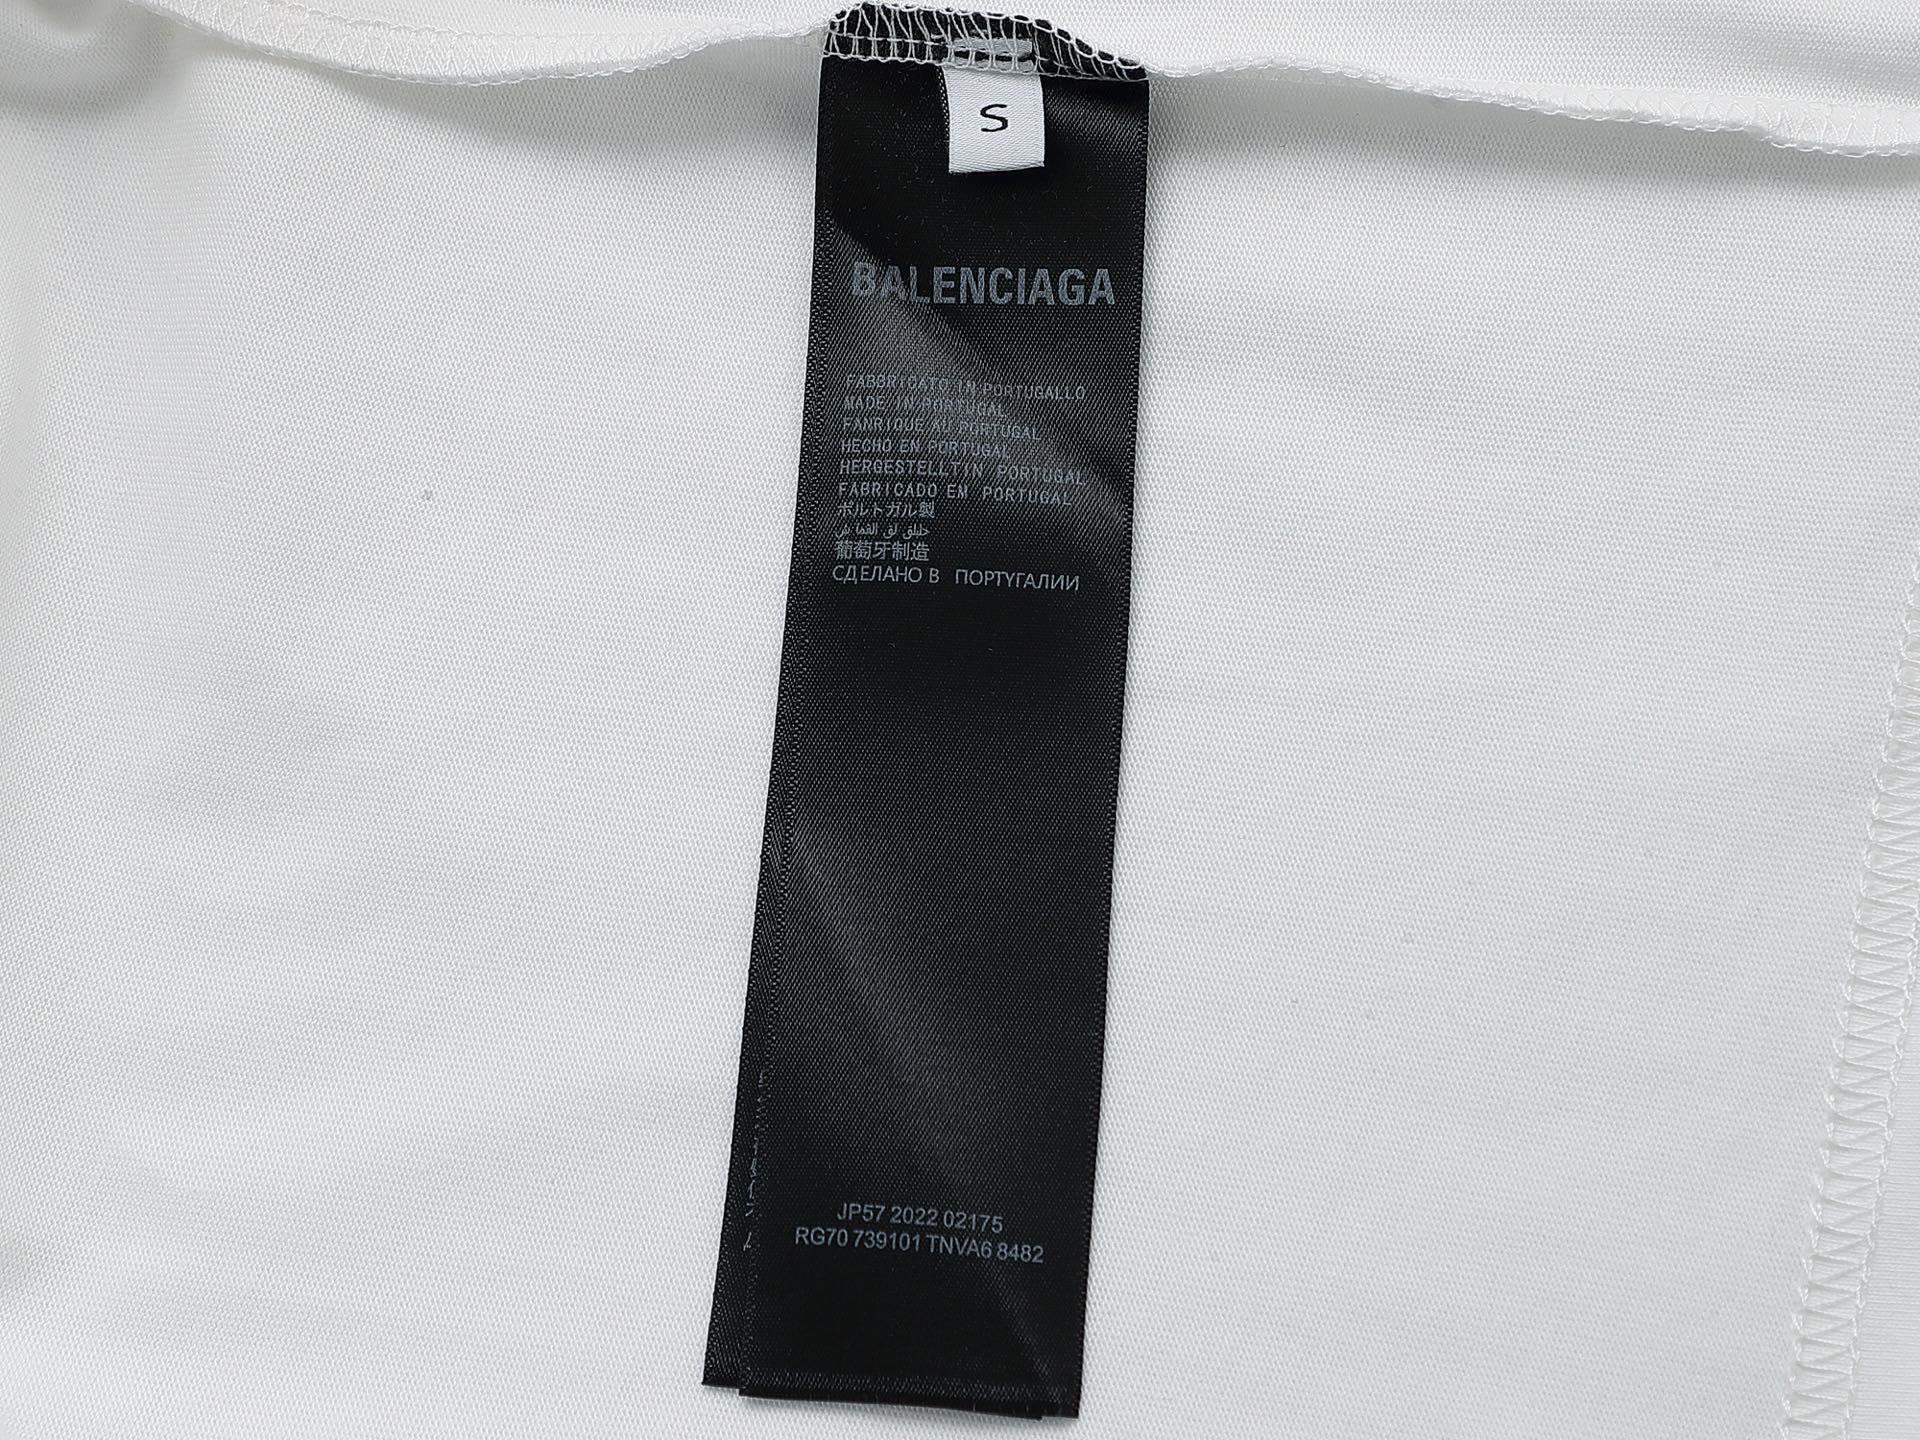 S
BALENCIAGA
FABBRICATO IN PORTUGALLO
MADE IN PORTUGAL
FANRIQUE AU PORTUGAL
HECHO EN PORTUGAL
HERGESTELLTIN PORTUGAL
FABRICADO EM PORTUGAL
ポルトガル製
葡萄牙制造
СДЕЛАНО В ПОРТУГАЛИИ
JP57 2022 02175
RG70 739101 TNVA6 8482